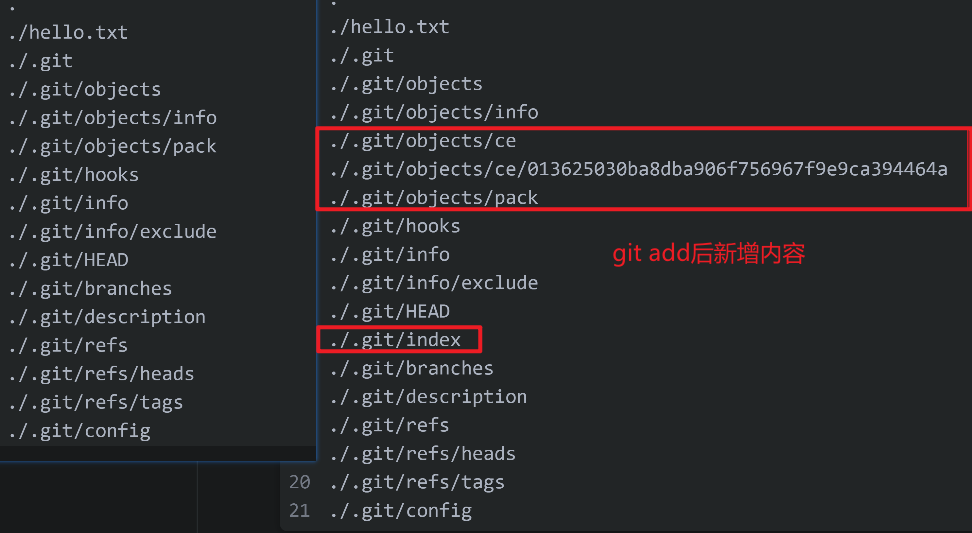 .
./hello.txt
./.git
./.git/objects
./.git/objects/info
./.git/objects/pack
./.git/hooks
./.git/info
./.git/info/exclude
./.git/HEAD
./.git/branches
./.git/description
./.git/refs
./.git/refs/heads
./.git/refs/tags
./.git/config
.
./hello.txt
./.git
./.git/objects
./.git/objects/info
./.git/objects/ce
./.git/objects/ce/013625030ba8dba906f756967f9e9ca394464a
./.git/objects/pack
./.git/hooks
./.git/info
git add后新增内容
./.git/info/exclude
./.git/HEAD
./.git/index
./.git/branches
./.git/description
./.git/refs
./.git/refs/heads
20 ./.git/refs/tags
21 ./.git/config